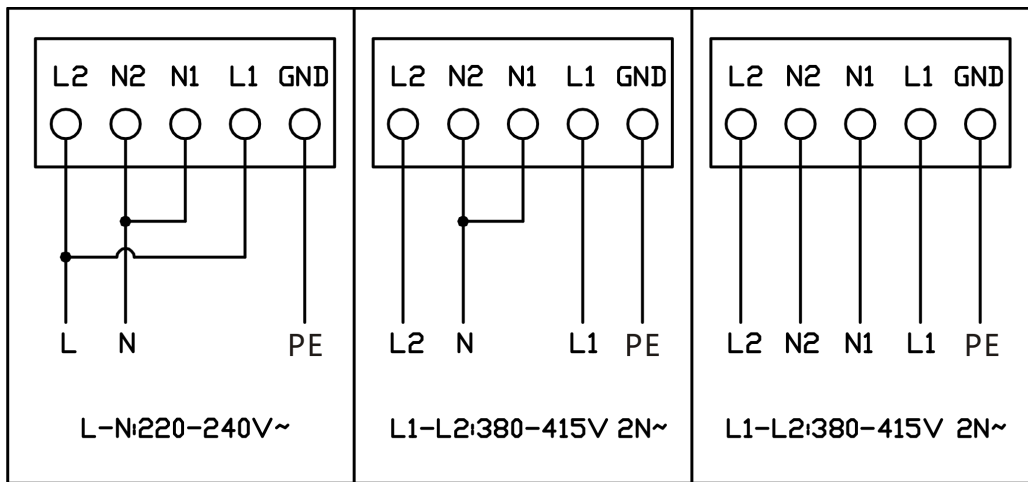 L2 N2 N1 L1 GND
L N PE
L-N:220-240V~
L2 N2 N1 L1 GND
L2 N L1 PE
L1-L2:380-415V 2N~
L2 N2 N1 L1 GND
L2 N2 N1 L1 PE
L1-L2:380-415V 2N~